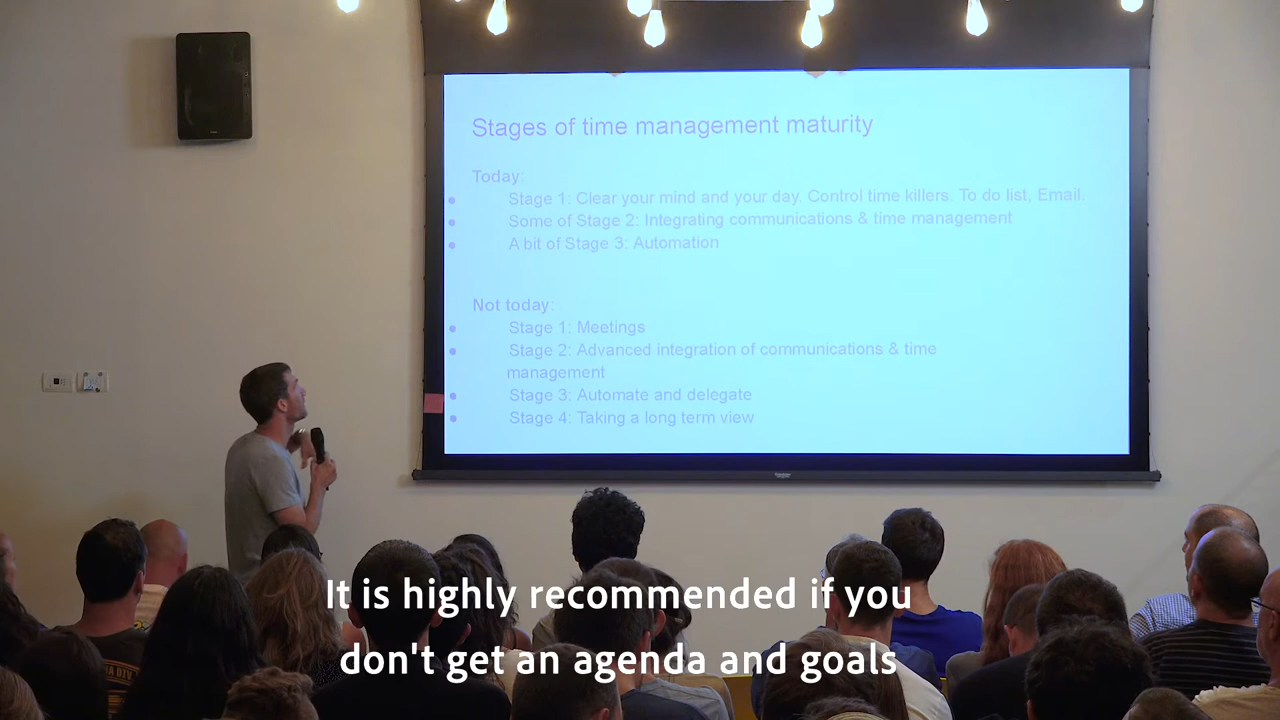 Stages of time management maturity
Today:
Stage 1: Clear your mind and your day. Control time killers. To do list, Email.
Some of Stage 2: Integrating communications & time management
A bit of Stage 3: Automation
Not today:
Stage 1: Meetings
Stage 2: Advanced integration of communications & time
management
Stage 3: Automate and delegate
Stage 4: Taking a long term view
It is highly recommended if you
don't get an agenda and goals